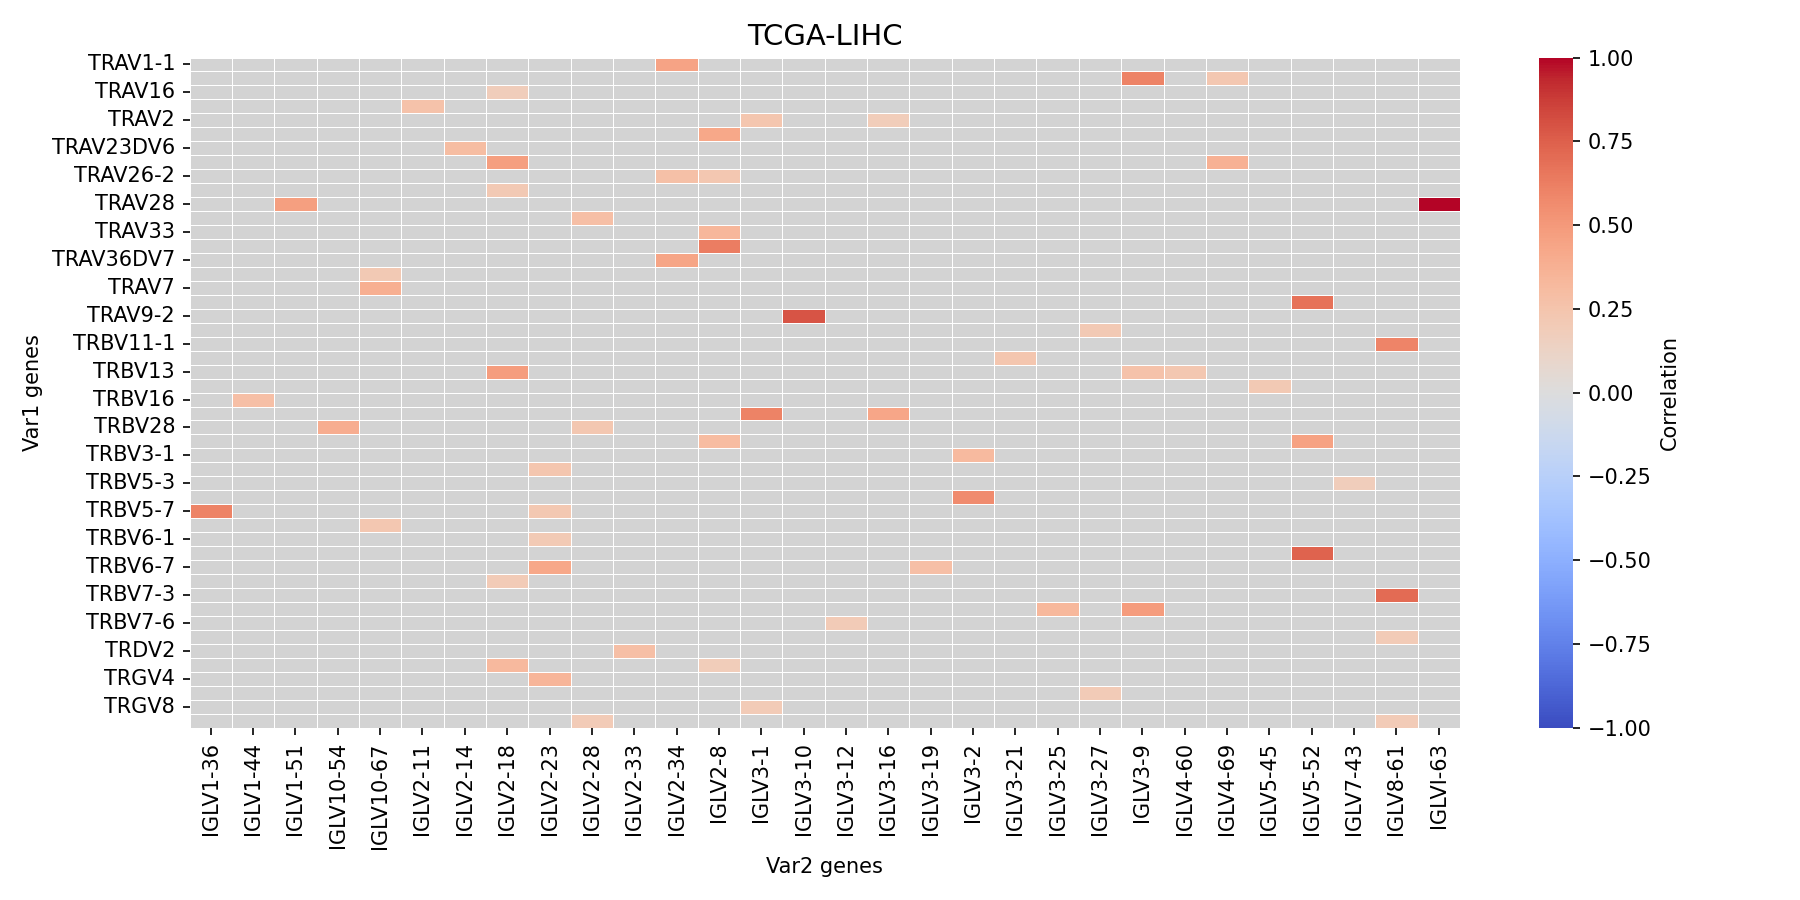 TCGA-LIHC
TRAV1-1
TRAV16
TRAV2
TRAV23DV6
TRAV26-2
TRAV28
TRAV33
TRAV36DV7
TRAV7
TRAV9-2
TRBV11-1
TRBV13
TRBV16
TRBV28
TRBV3-1
TRBV5-3
TRBV5-7
TRBV6-1
TRBV6-7
TRBV7-3
TRBV7-6
TRDV2
TRGV4
TRGV8
Var1 genes
IGLV1-36
IGLV1-44
IGLV1-51
IGLV10-54
IGLV10-67
IGLV2-11
IGLV2-14
IGLV2-18
IGLV2-23
IGLV2-28
IGLV2-33
IGLV2-34
IGLV2-8
IGLV3-1
IGLV3-10
IGLV3-12
IGLV3-16
IGLV3-19
IGLV3-2
IGLV3-21
IGLV3-25
IGLV3-27
IGLV3-9
IGLV4-60
IGLV4-69
IGLV5-45
IGLV5-52
IGLV7-43
IGLV8-61
IGLVI-63
Var2 genes
1.00
0.75
0.50
0.25
0.00
−0.25
−0.50
−0.75
−1.00
Correlation